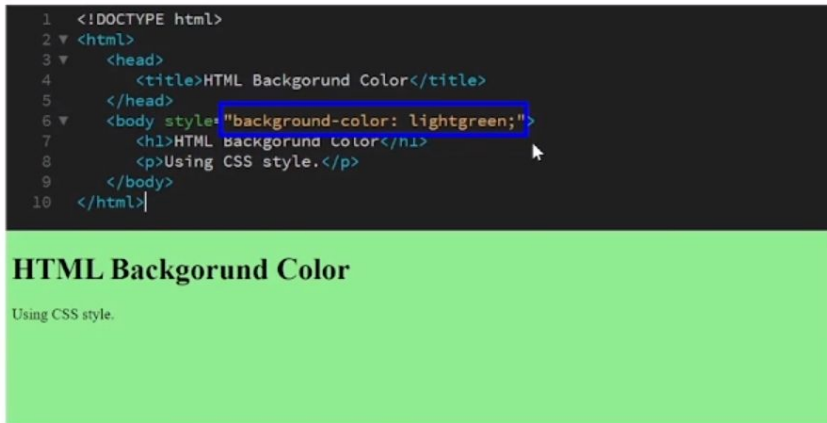 1 <!DOCTYPE html>
2 <html>
3 <head>
4 <title>HTML Backgorund Color</title>
5 </head>
6 <body style="background-color: lightgreen;">
7 <h1>HTML Backgorund Color</h1>
8 <p>Using CSS style.</p>
9 </body>
10 </html>
HTML Backgorund Color
Using CSS style.